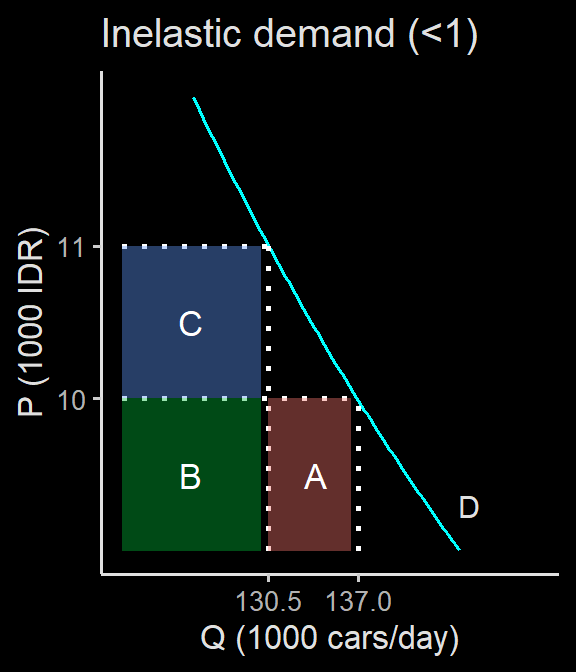 Inelastic demand (<1)
P (1000 IDR)
11
10
C
B
A
D
130.5
137.0
Q (1000 cars/day)